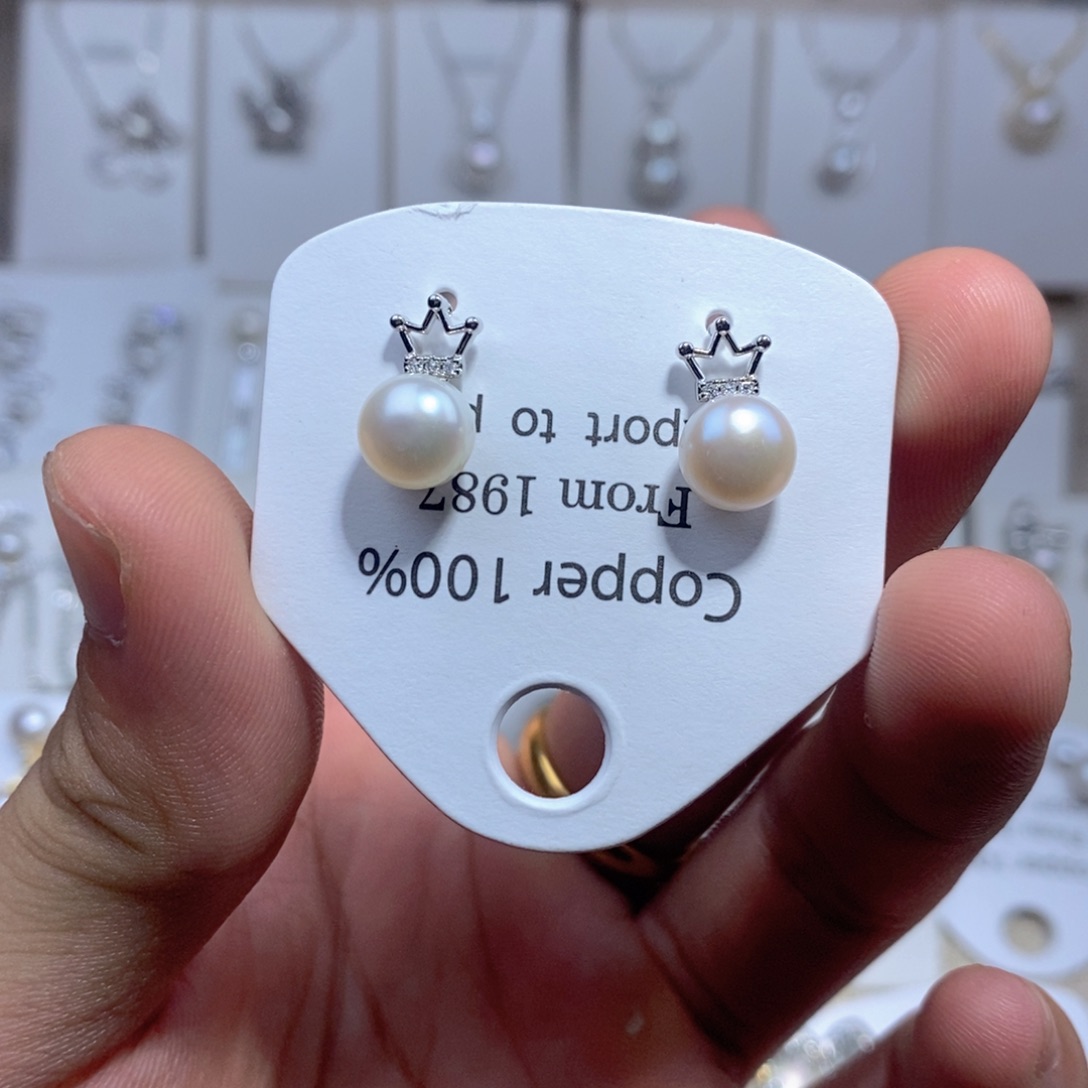 Copper 100%
From 1987
port to